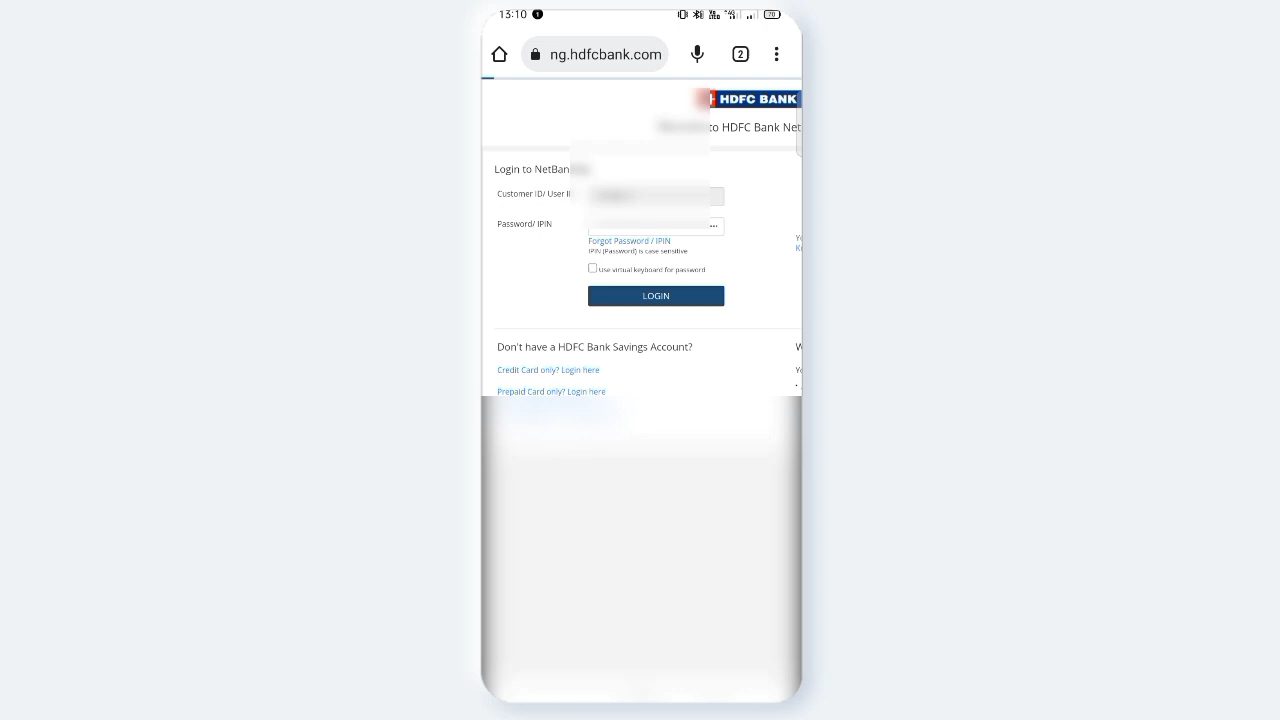 13:10
ng.hdfcbank.com
2
HDFC BANK
to HDFC Bank Net
Login to NetBan
Customer ID/ User I
Password/ IPIN
Forgot Password / IPIN
IPIN (Password) is case sensitive
Use virtual keyboard for password
LOGIN
Don't have a HDFC Bank Savings Account?
Credit Card only? Login here
Prepaid Card only? Login here